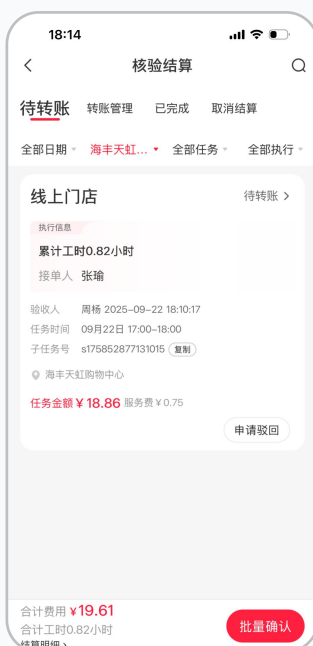 18:14
核验结算
待转账 转账管理 已完成 取消结算
全部日期 海丰天虹... 全部任务 全部执行
线上门店 待转账
执行信息
累计工时0.82小时
接单人 张瑜
验收人 周杨 2025-09-22 18:10:17
任务时间 09月22日 17:00-18:00
子任务号 s175852877131015 复制
海丰天虹购物中心
任务金额 ¥ 18.86 服务费 ¥ 0.75
申请驳回
合计费用 ¥19.61
合计工时0.82小时
批量确认
结算明细